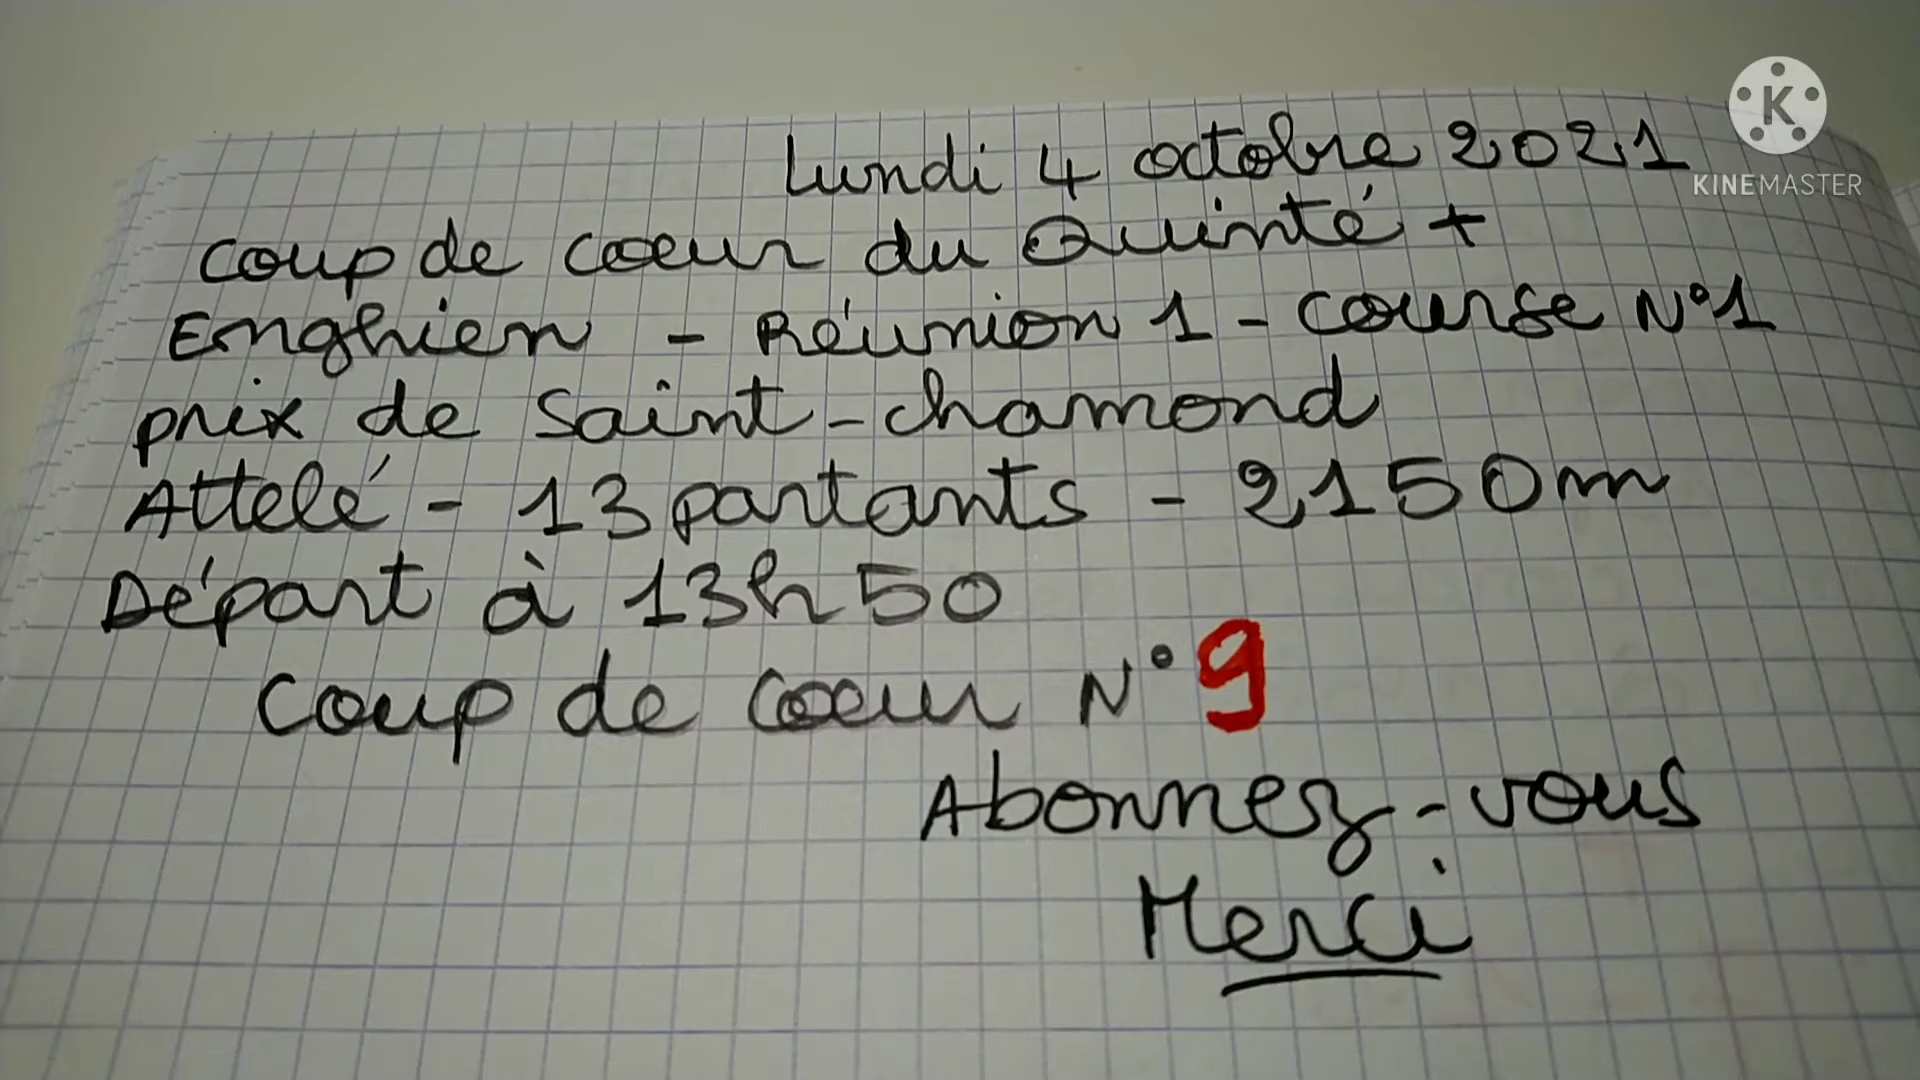 Lundi 4 octobre 2021
KINEMASTER
coup de coeur du Quinté +
Enghien - Réunion 1 - course N°1
prix de Saint-chamond
Attelé - 13 partants - 2150m
Départ à 13h50
Coup de coeur N°9
Abonnez-vous
Merci